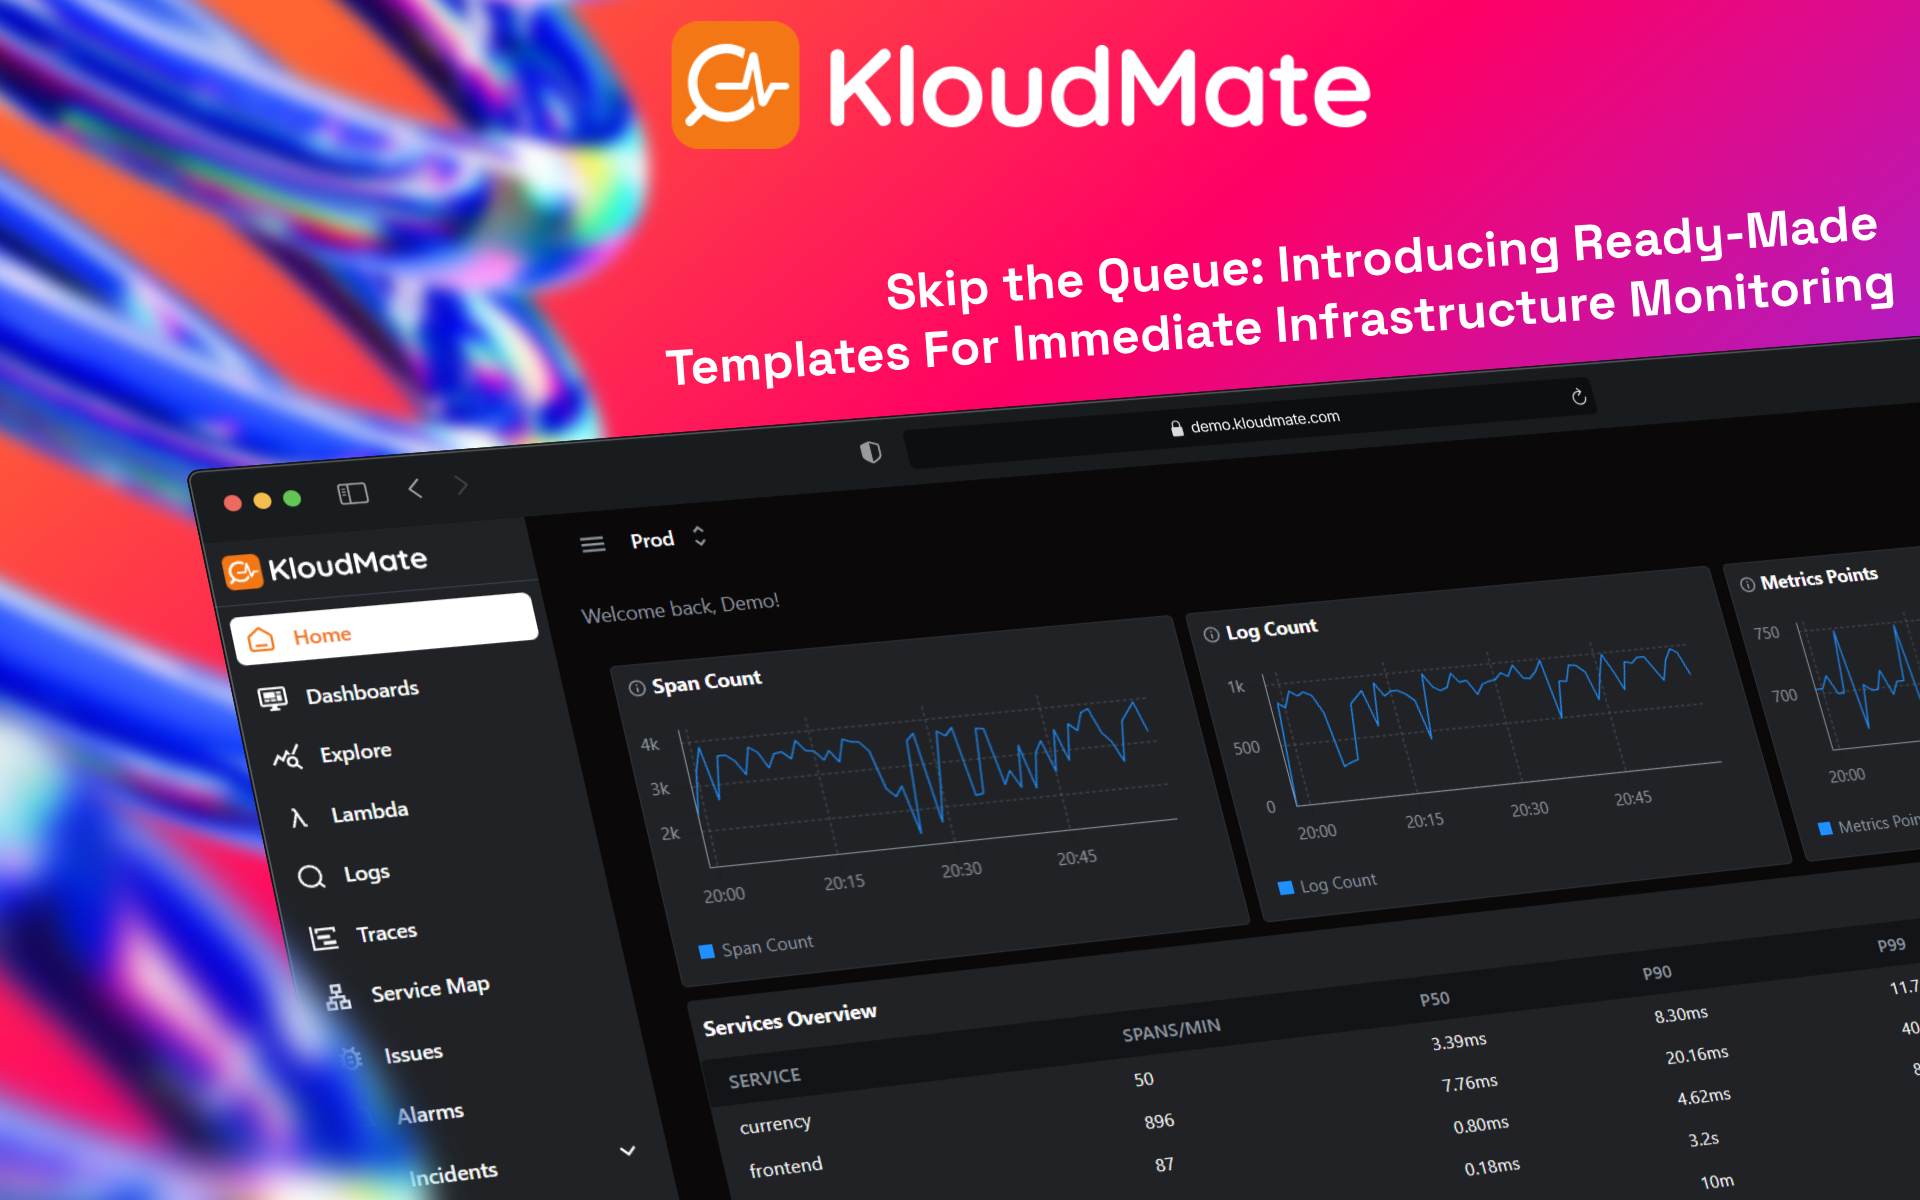 KloudMate
Skip the Queue: Introducing Ready-Made
Templates For Immediate Infrastructure Monitoring
demo.kloudmate.com
KloudMate
Prod
Welcome back, Demo!
Home
Dashboards
Explore
Lambda
Logs
Traces
Service Map
Issues
Alarms
Incidents
Span Count
4k
3k
2k
20:00 20:15 20:30 20:45
Span Count
Log Count
1k
500
0
20:00 20:15 20:30 20:45
Log Count
Metrics Points
750
700
20:00
Metrics
Services Overview
SERVICE SPANS/MIN P50 P90 P99
currency 50 3.39ms 8.30ms
frontend 896 7.76ms 20.16ms
87 0.80ms 4.62ms
0.18ms 3.2s
10m